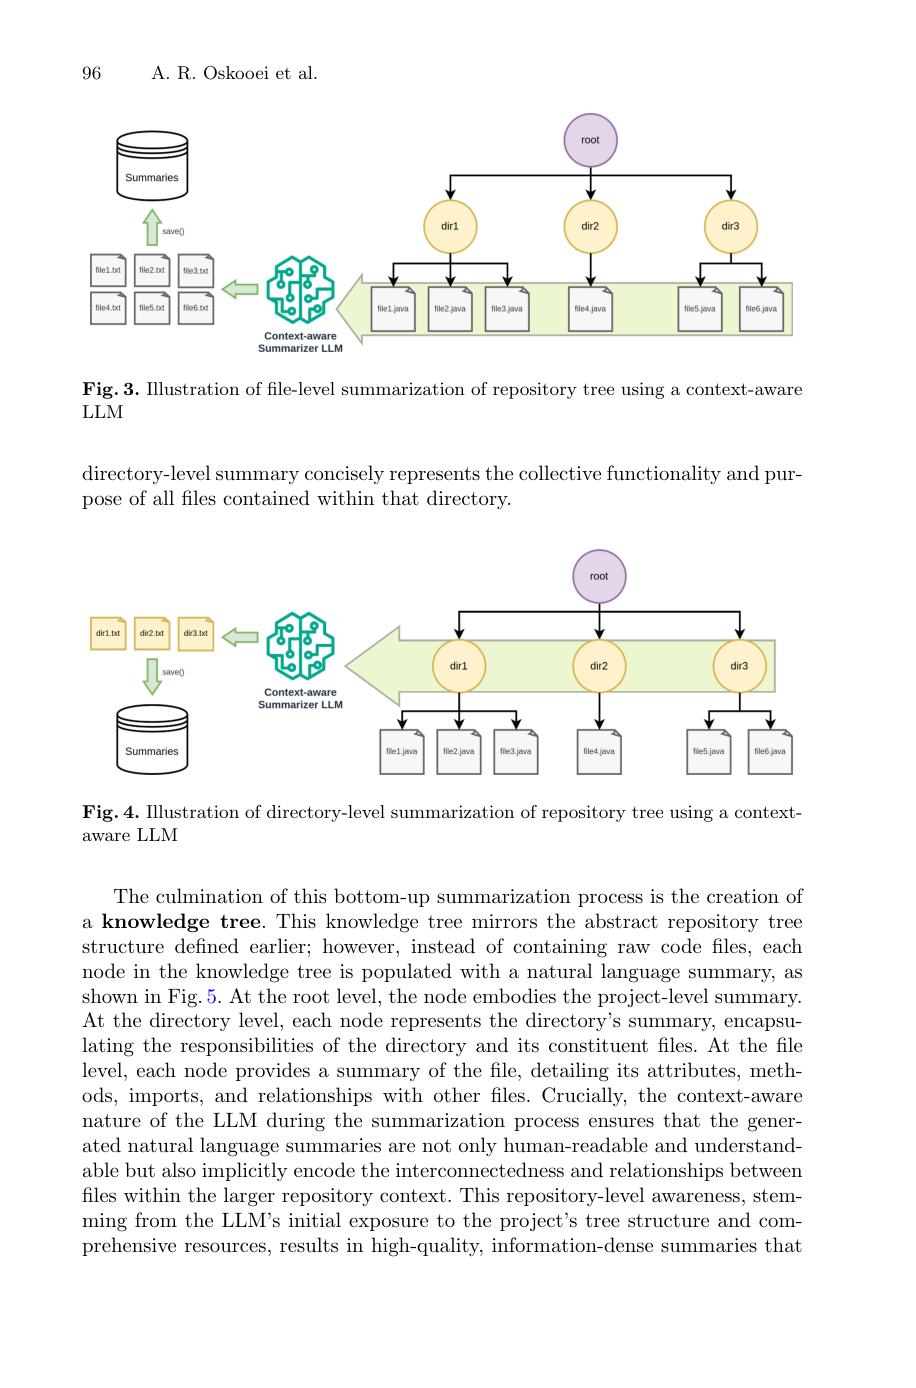 96 A. R. Oskooei et al.
root
Summaries
dir1 dir2 dir3
save()
file1.txt file2.txt file3.txt
file4.txt file5.txt file6.txt
file1.java file2.java file3.java file4.java file5.java file6.java
Context-aware
Summarizer LLM
Fig. 3. Illustration of file-level summarization of repository tree using a context-aware
LLM
directory-level summary concisely represents the collective functionality and pur-
pose of all files contained within that directory.
root
dir1.txt dir2.txt dir3.txt
dir1 dir2 dir3
save()
Context-aware
Summarizer LLM
Summaries
file1.java file2.java file3.java file4.java file5.java file6.java
Fig. 4. Illustration of directory-level summarization of repository tree using a context-
aware LLM
The culmination of this bottom-up summarization process is the creation of
a knowledge tree. This knowledge tree mirrors the abstract repository tree
structure defined earlier; however, instead of containing raw code files, each
node in the knowledge tree is populated with a natural language summary, as
shown in Fig. 5. At the root level, the node embodies the project-level summary.
At the directory level, each node represents the directory's summary, encapsu-
lating the responsibilities of the directory and its constituent files. At the file
level, each node provides a summary of the file, detailing its attributes, meth-
ods, imports, and relationships with other files. Crucially, the context-aware
nature of the LLM during the summarization process ensures that the gener-
ated natural language summaries are not only human-readable and understand-
able but also implicitly encode the interconnectedness and relationships between
files within the larger repository context. This repository-level awareness, stem-
ming from the LLM's initial exposure to the project's tree structure and com-
prehensive resources, results in high-quality, information-dense summaries that